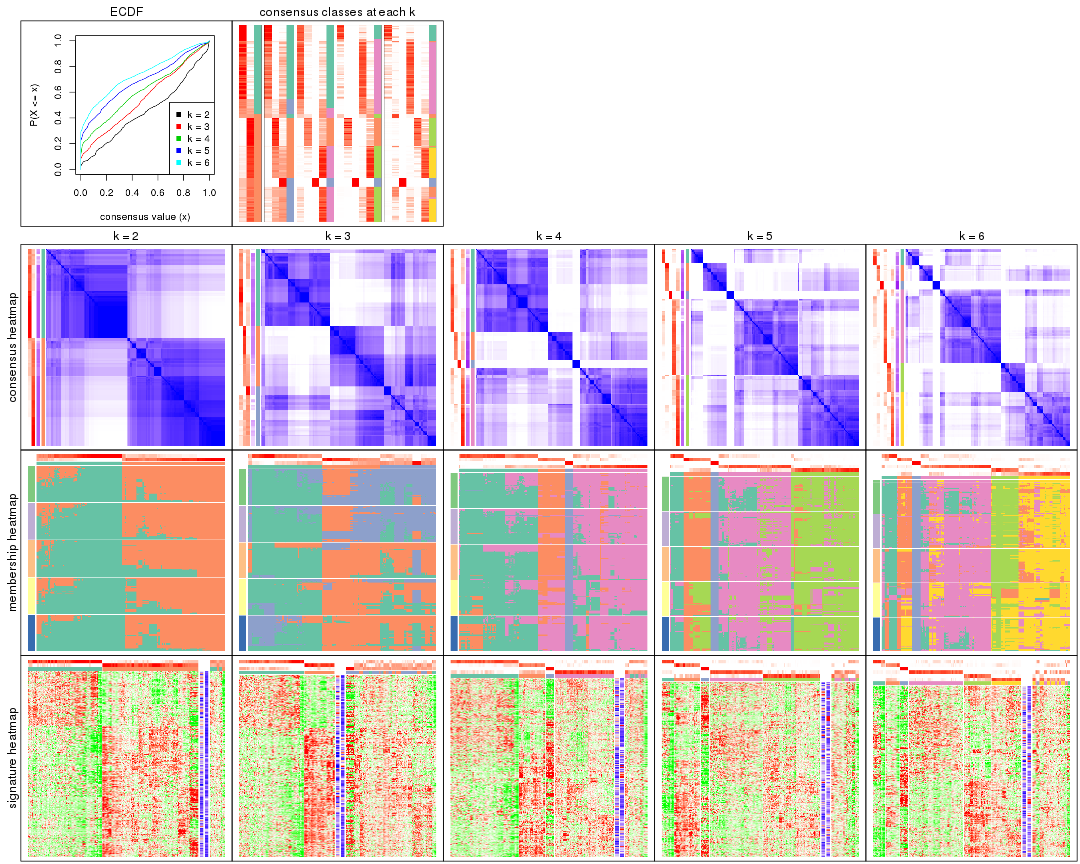 ECDF
consensus classes at each k
P(X <= x)
0.0 0.2 0.4 0.6 0.8 1.0
k = 2
k = 3
k = 4
k = 5
k = 6
0.0 0.2 0.4 0.6 0.8 1.0
consensus value (x)
k = 2 k = 3 k = 4 k = 5 k = 6
consensus heatmap
membership heatmap
signature heatmap